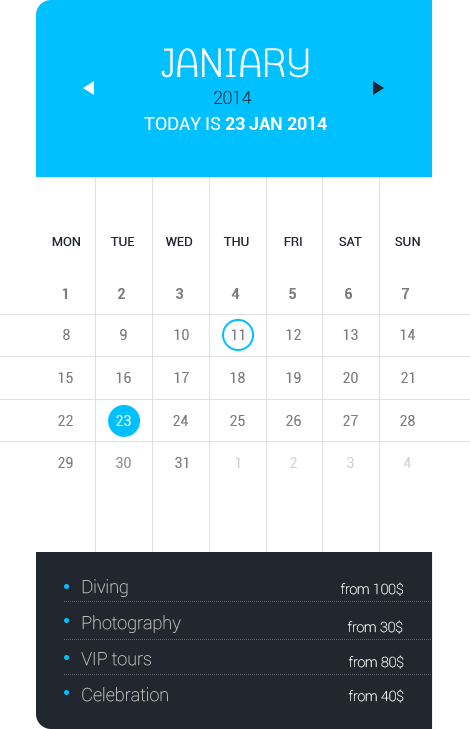 JANIARY
2014
TODAY IS 23 JAN 2014
MON TUE WED THU FRI SAT SUN
1 2 3 4 5 6 7
8 9 10 11 12 13 14
15 16 17 18 19 20 21
22 23 24 25 26 27 28
29 30 31 1 2 3 4
Diving from 100$
Photography from 30$
VIP tours from 80$
Celebration from 40$